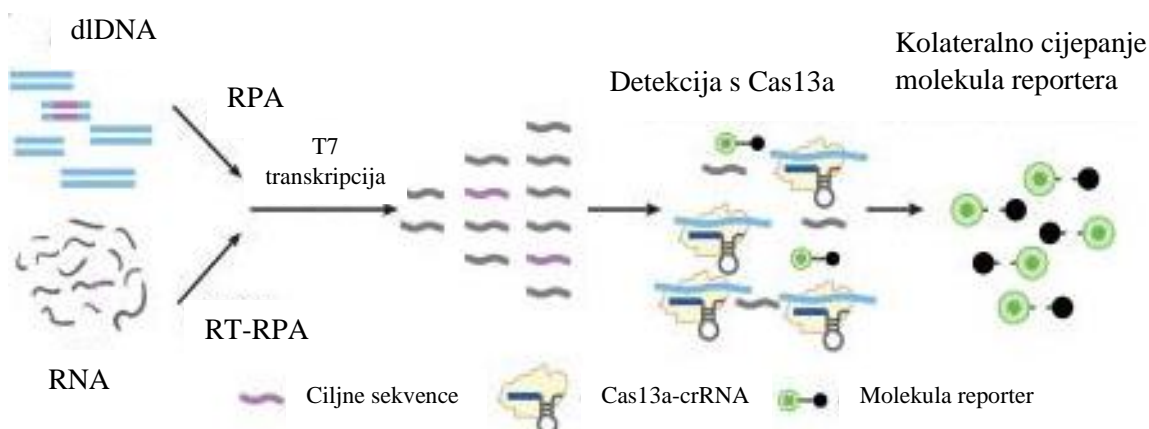 dlDNA
RPA
T7
transkripcija
RNA
RT-RPA
Detekcija s Cas13a
Kolateralno cijepanje
molekula reportera
Ciljne sekvence
Cas13a-crRNA
Molekula reporter